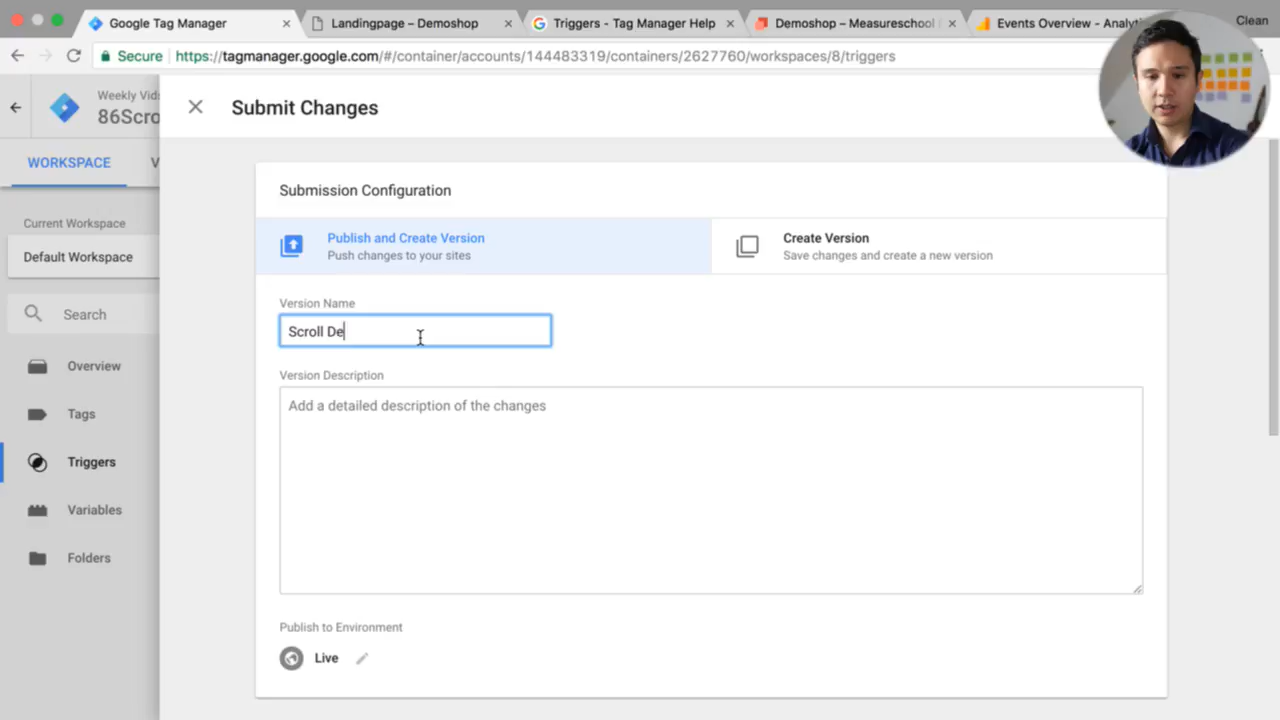 Google Tag Manager
Landingpage – Demoshop
Triggers - Tag Manager Help
Demoshop – Measureschool
Events Overview - Analyti
Clean
Secure
https://tagmanager.google.com/#/container/accounts/144483319/containers/2627760/workspaces/8/triggers
Weekly Vids
86Scro
Submit Changes
WORKSPACE
V
Current Workspace
Default Workspace
Search
Overview
Tags
Triggers
Variables
Folders
Submission Configuration
Publish and Create Version
Push changes to your sites
Create Version
Save changes and create a new version
Version Name
Scroll De
Version Description
Add a detailed description of the changes
Publish to Environment
Live